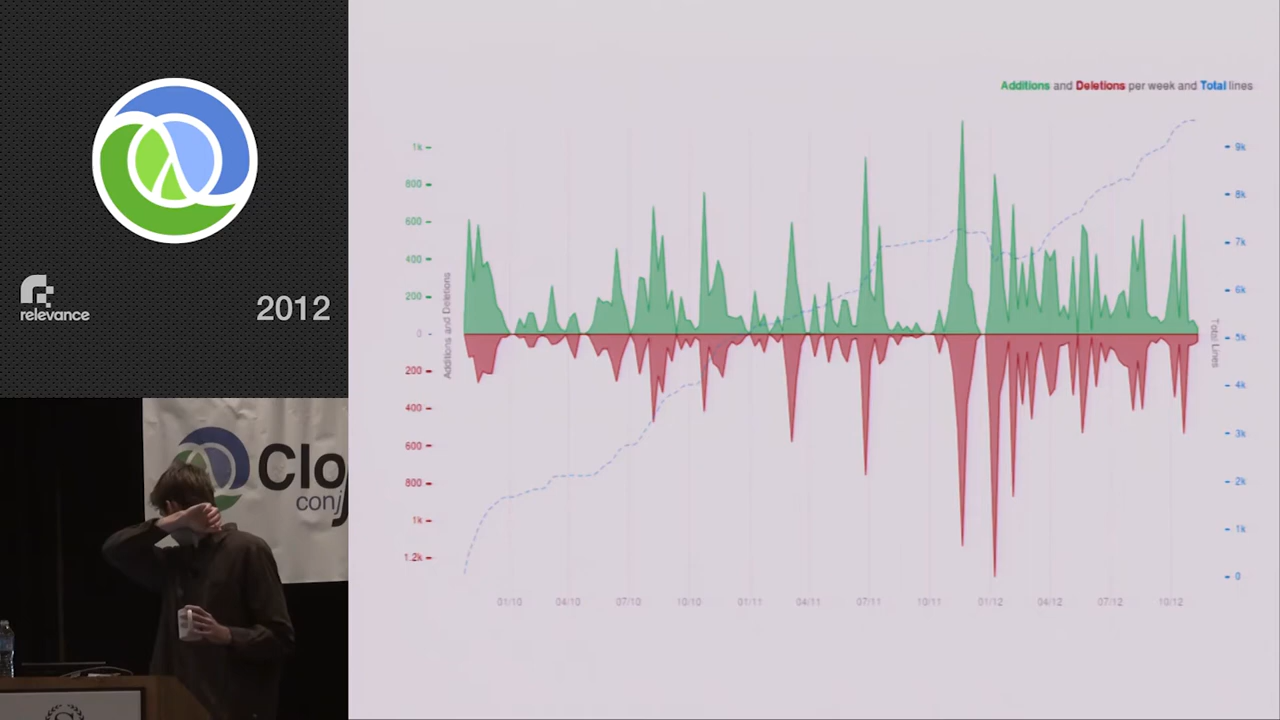 relevance
2012
Clo
conj
S
Additions and Deletions per week and Total lines
1k
800
600
400
200
0
200
400
600
800
1k
1.2k
Additions and Deletions
9k
8k
7k
6k
5k
4k
3k
2k
1k
0
Total Lines
01/10 04/10 07/10 10/10 01/11 04/11 07/11 10/11 01/12 04/12 07/12 10/12